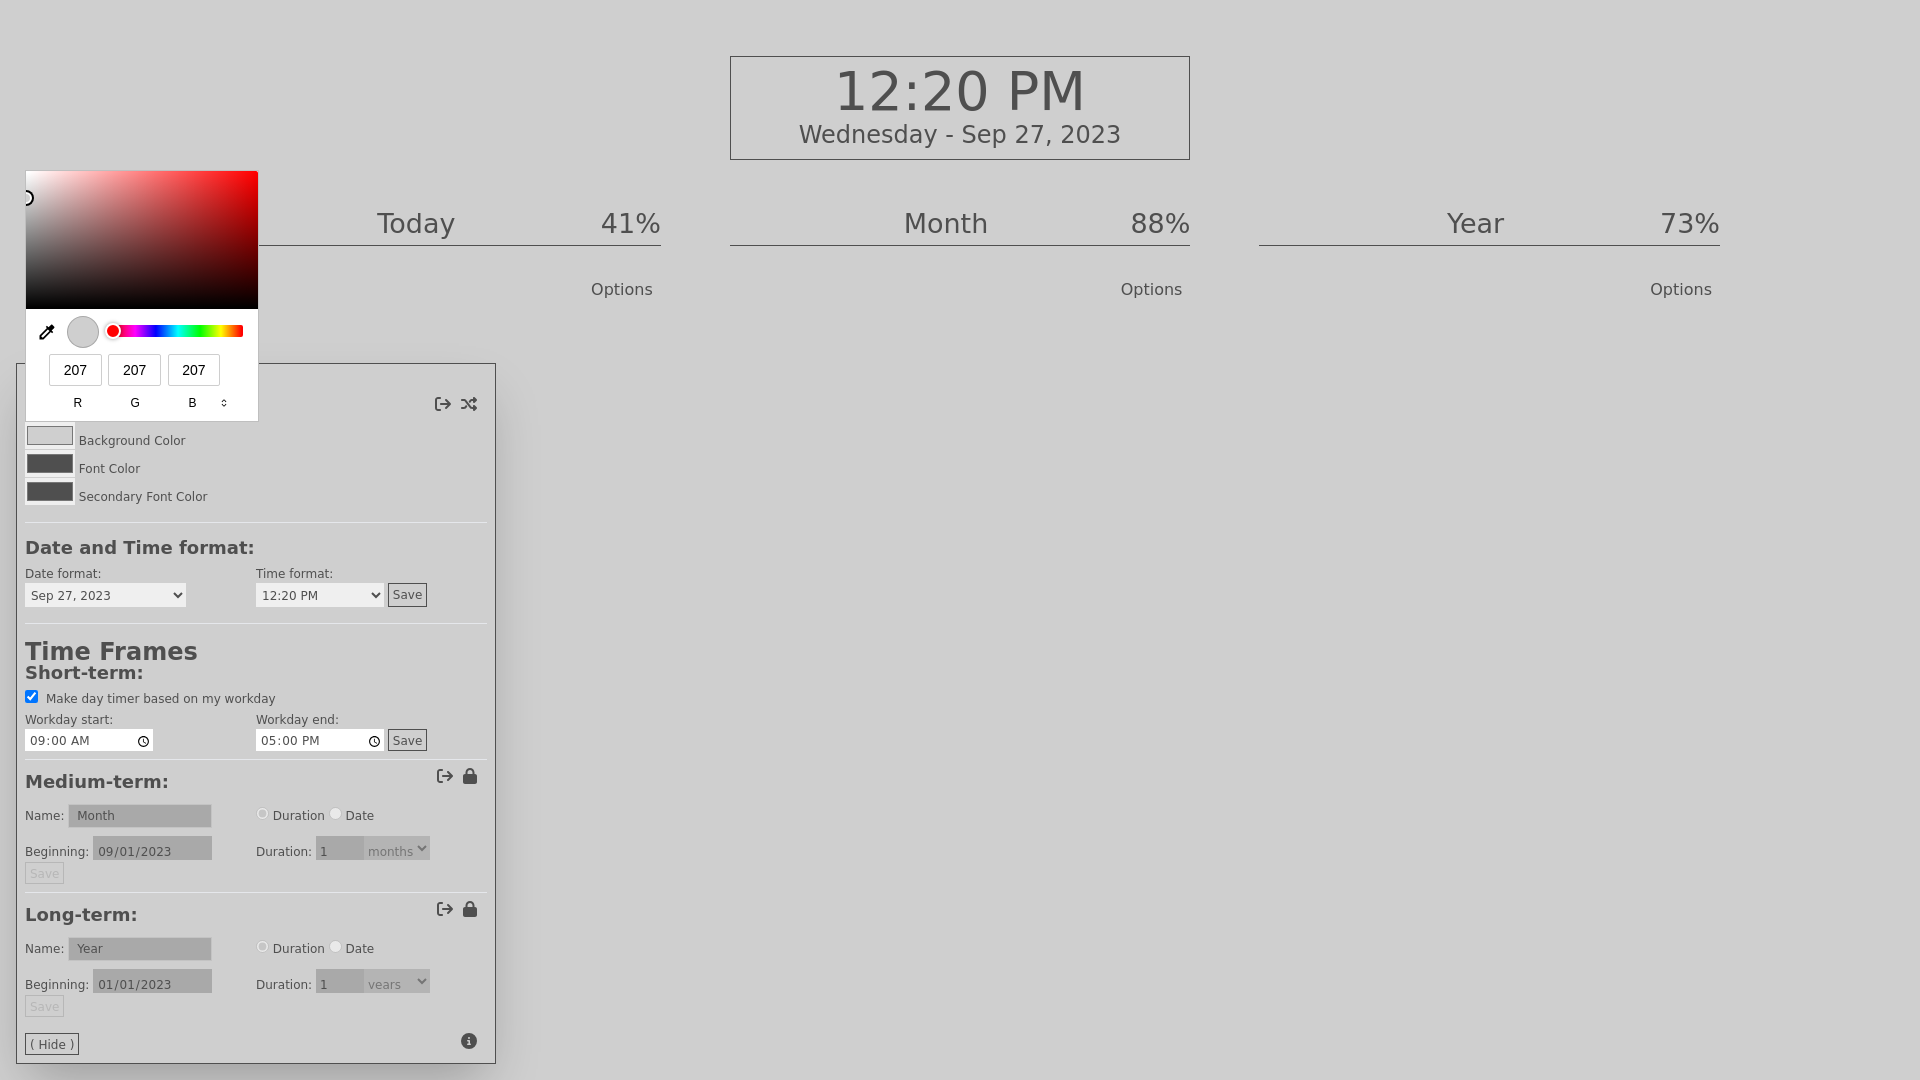 12:20 PM
Wednesday - Sep 27, 2023
Today 41%
Options
Month 88%
Options
Year 73%
Options
207 207 207
R G B
Background Color
Font Color
Secondary Font Color
Date and Time format:
Date format: Time format:
Sep 27, 2023 12:20 PM Save
Time Frames
Short-term:
Make day timer based on my workday
Workday start: Workday end:
09:00 AM 05:00 PM Save
Medium-term:
Name: Month Duration Date
Beginning: 09/01/2023 Duration: 1 months
Save
Long-term:
Name: Year Duration Date
Beginning: 01/01/2023 Duration: 1 years
Save
( Hide )